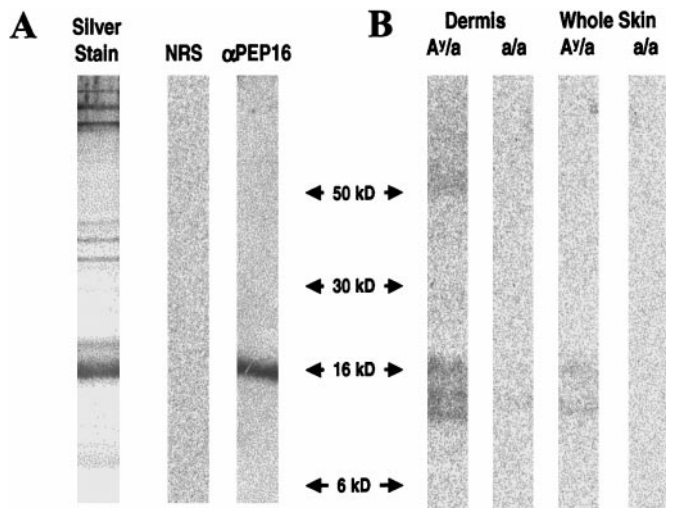 A
Silver
Stain
NRS
αPEP16
B
Dermis
Whole Skin
Aʸ/a
a/a
Aʸ/a
a/a
50 kD
30 kD
16 kD
6 kD